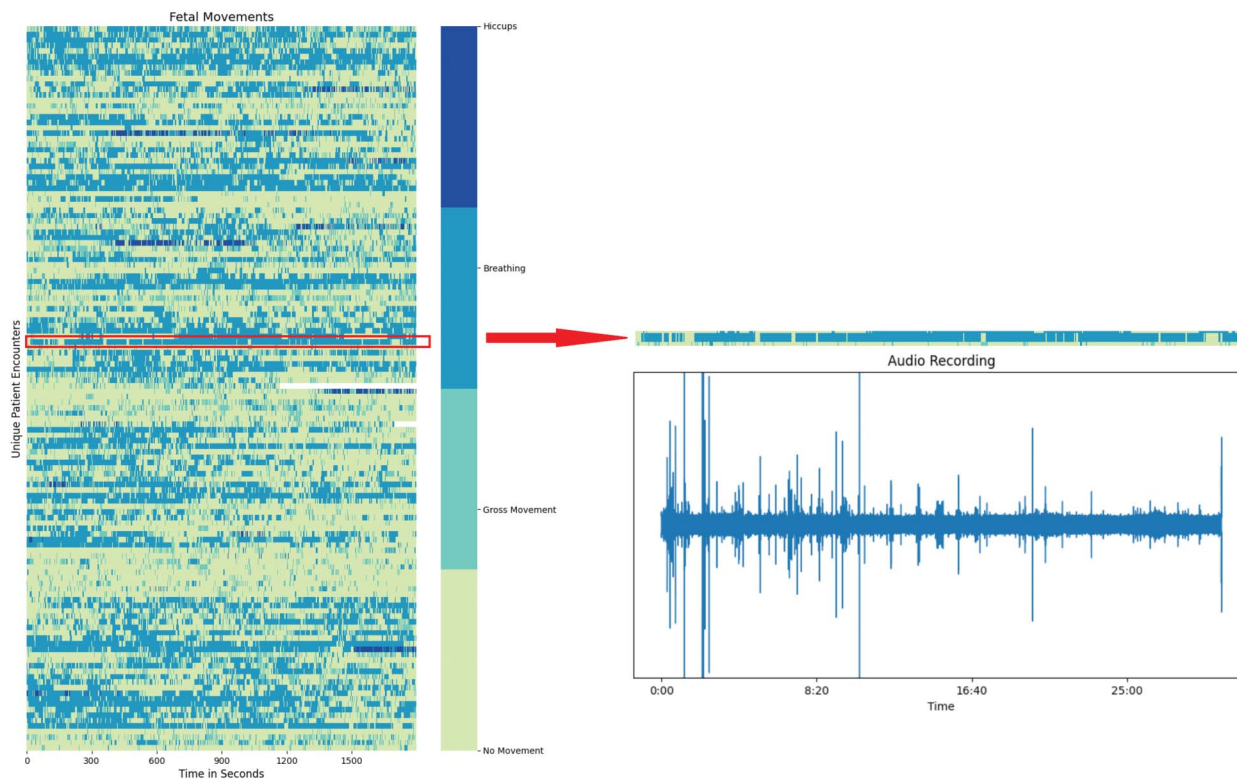 Fetal Movements
Unique Patient Encounters
0 300 600 900 1200 1500
Time in Seconds
Hiccups
Breathing
Gross Movement
No Movement
Audio Recording
0:00 8:20 16:40 25:00
Time